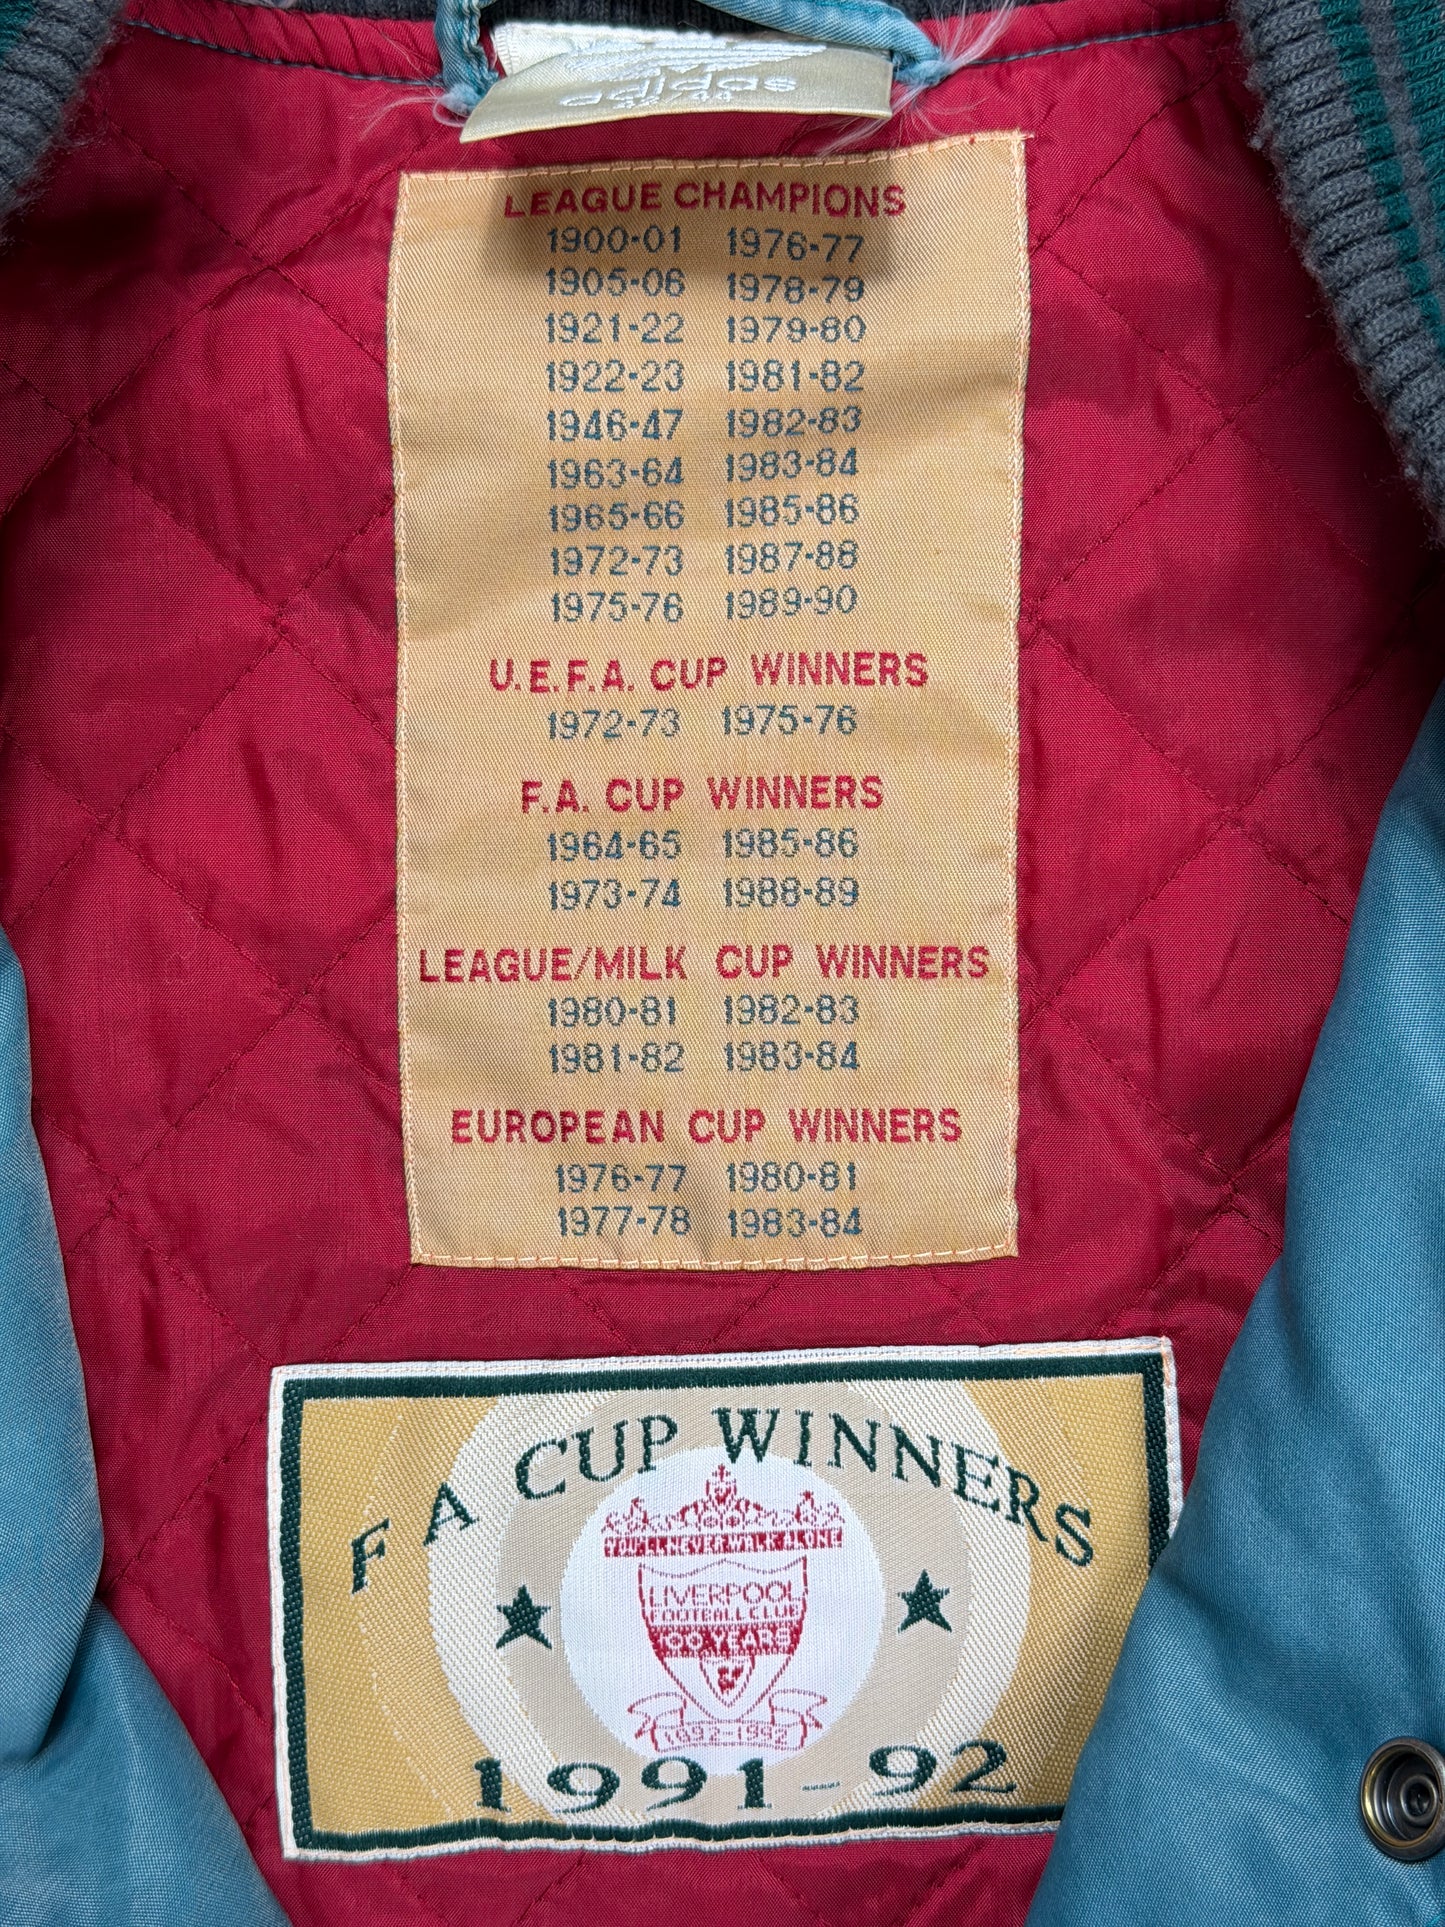 adidas
LEAGUE CHAMPIONS
1900-01 1976-77
1905-06 1978-79
1921-22 1979-80
1922-23 1981-82
1946-47 1982-83
1963-64 1983-84
1965-66 1985-86
1972-73 1987-88
1975-76 1989-90
U.E.F.A. CUP WINNERS
1972-73 1975-76
F.A. CUP WINNERS
1964-65 1985-86
1973-74 1988-89
LEAGUE/MILK CUP WINNERS
1980-81 1982-83
1981-82 1983-84
EUROPEAN CUP WINNERS
1976-77 1980-81
1977-78 1983-84
F A CUP WINNERS
YOU'LL NEVER WALK ALONE
LIVERPOOL
FOOTBALL CLUB
100 YEARS
1892-1992
1991-92